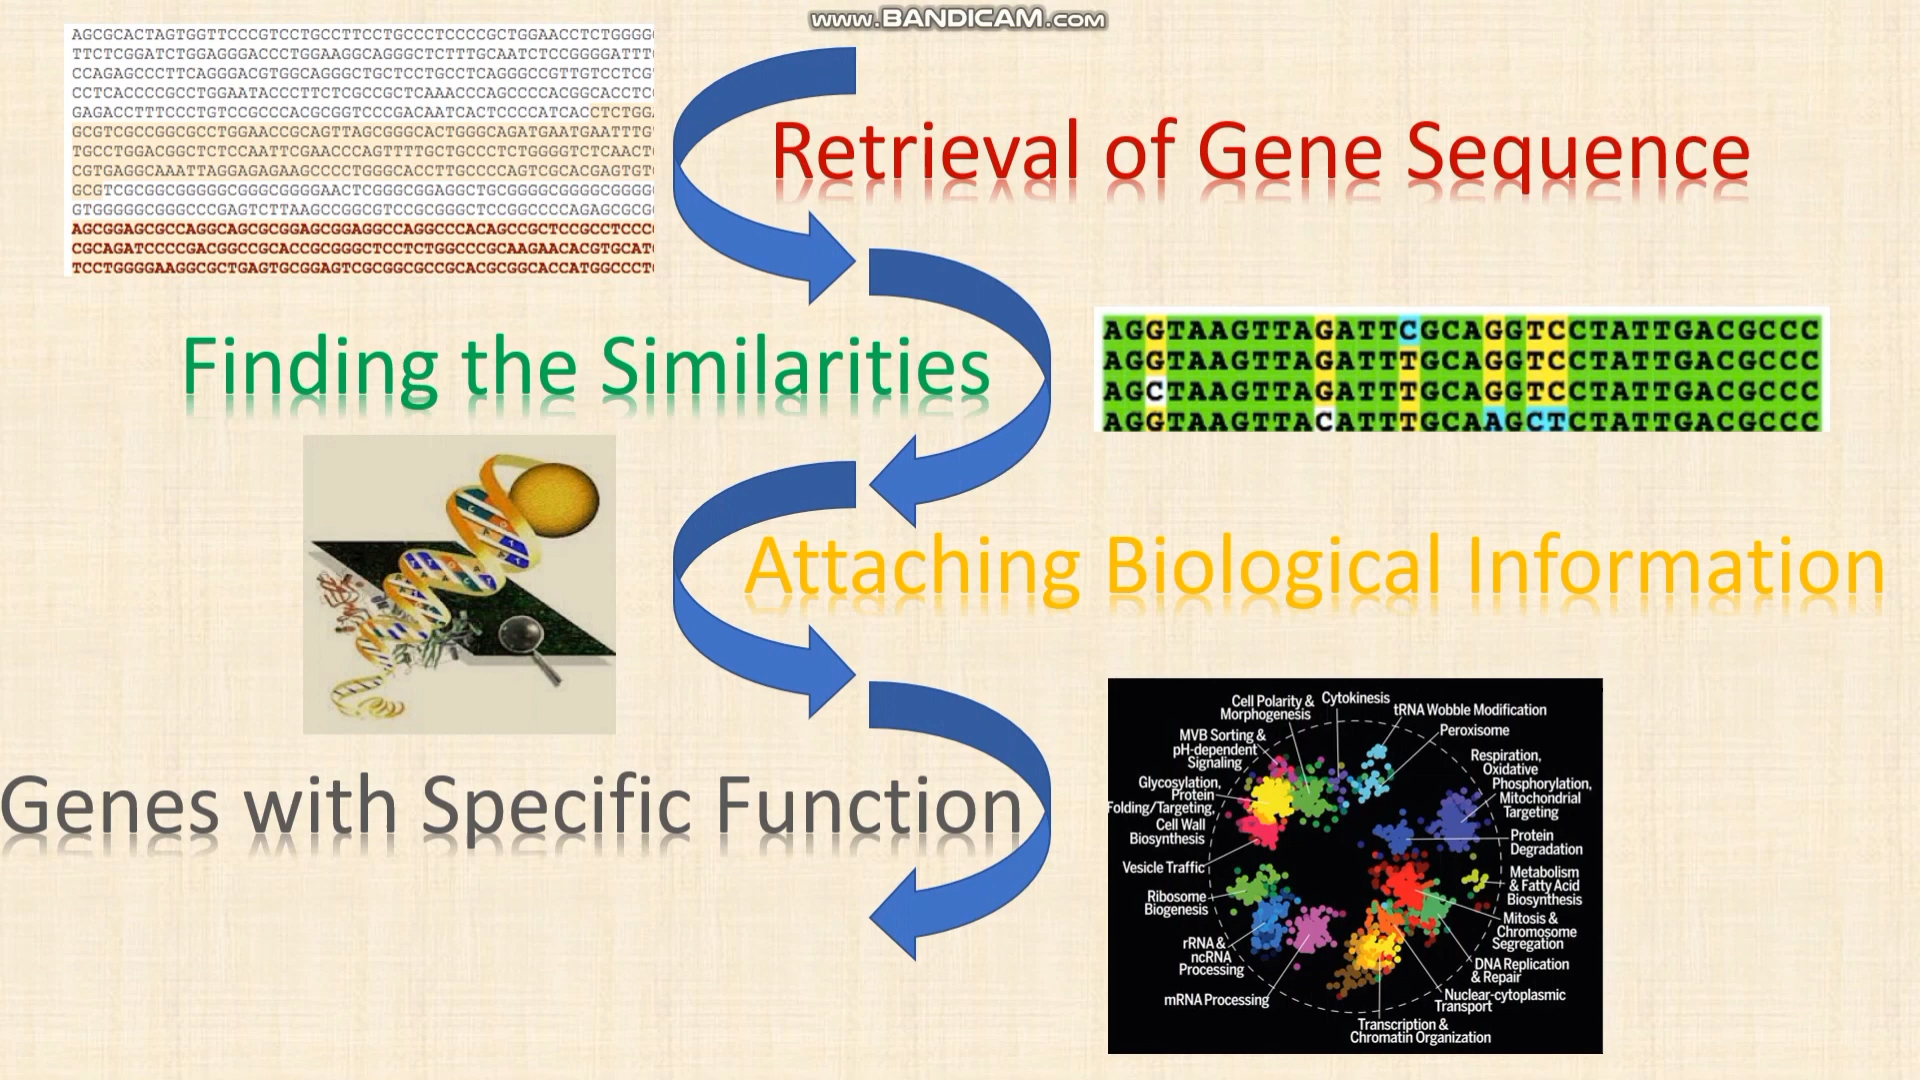 www.BANDICAM.com
AGCGCACTAGTGGTTCCCGTCCTGCCTTCCTGCCCTCCCCGCTGGAACCTCTGGGG
TTCTCGGATCTGGAGGGACCCTGGAAGGCAGGGCTCTTTGCAATCTCCGGGGATTT
CCAGAGCCCTTCAGGGACGTGGCAGGGCTGCTCCTGCCTCAGGGCCGTTGTCCTCG
CCTCACCCCGCCTGGAATACCCTTCTCGCCGCTCAAACCCAGCCCCACGGCACCTC
GAGACCTTTCCCTGTCCGCCCACGCGGTCCCGACAATCACTCCCCATCACCTCTGG
GCGTCGCCGGCGCCTGGAACCGCAGTTAGCGGGCACTGGGCAGATGAATGAATTTG
TGCCTGGACGGCTCTCCAATTCGAACCCAGTTTTGCTGCCCTCTGGGGTCTCAACT
CGTGAGGCAAATTAGGAGAGAAGCCCCTGGGCACCTTGCCCCAGTCGCACGAGTGT
GCGTCGCGGCGGGGGCGGGCGGGGAACTCGGGCGGAGGCTGCGGGGCGGGGCGGGG
GTGGGGGCGGGCCCGAGTCTTAAGCCGGCGTCCGCGGGCTCCGGCCCCAGAGCGCG
AGCGGAGCGCCAGGCAGCGCGGAGCGGAGGCCAGGCCCACAGCCGCTCCGCCTCCC
CGCAGATCCCCGACGGCCGCACCGCGGGCTCCTCTGGCCCGCAAGAACACGTGCAT
TCCTGGGGAAGGCGCTGAGTGCGGAGTCGCGGCGCCGCACGCGGCACCATGGCCCT
Retrieval of Gene Sequence
Finding the Similarities
AGGTAAGTTAGATTCGCAGGTCCTATTGACGCCC
AGGTAAGTTAGATTTGCAGGTCCTATTGACGCCC
AGCTAAGTTAGATTTGCAGGTCCTATTGACGCCC
AGGTAAGTTACATTTGCAAGCTCTATTGACGCCC
Attaching Biological Information
Genes with Specific Function
Cell Polarity &
Morphogenesis
Cytokinesis
tRNA Wobble Modification
Peroxisome
MVB Sorting &
pH-dependent
Signaling
Respiration,
Oxidative
Phosphorylation,
Mitochondrial
Targeting
Glycosylation,
Protein
Folding/Targeting,
Cell Wall
Biosynthesis
Protein
Degradation
Vesicle Traffic
Metabolism
& Fatty Acid
Biosynthesis
Ribosome
Biogenesis
Mitosis &
Chromosome
Segregation
rRNA &
ncRNA
Processing
DNA Replication
& Repair
mRNA Processing
Nuclear-cytoplasmic
Transport
Transcription &
Chromatin Organization